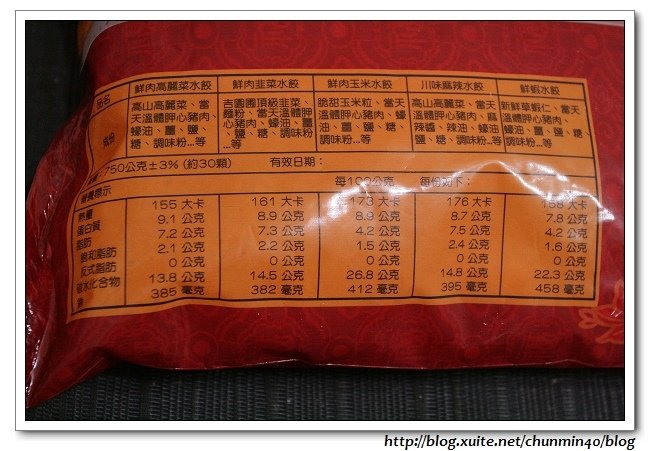 品名 鮮肉高麗菜水餃 鮮肉韭菜水餃 鮮肉玉米水餃 川味麻辣水餃 鮮蝦水餃
高山高麗菜、當天溫體胛心豬肉、蠔油、薑、鹽、糖、調味粉...等
吉園圃頂級韭菜、麵粉、當天溫體胛心豬肉、蠔油、薑、鹽、糖、調味粉...等
脆甜玉米粒、當天溫體胛心豬肉、蠔油、薑、鹽、糖、調味粉...等
高山高麗菜、當天溫體胛心豬肉、麻辣醬、辣油、蠔油、薑、鹽、糖、調味粉...等
新鮮草蝦仁、當天溫體胛心豬肉、蠔油、薑、鹽、糖、調味粉...等
750公克±3% (約30顆) 有效日期:
營養標示 每100公克
熱量 155 大卡 161 大卡 173 大卡 176 大卡 158 大卡
蛋白質 9.1 公克 8.9 公克 8.9 公克 8.7 公克 7.8 公克
脂肪 7.2 公克 7.3 公克 4.2 公克 7.5 公克 4.2 公克
飽和脂肪 2.1 公克 2.2 公克 1.5 公克 2.4 公克 1.6 公克
反式脂肪 0 公克 0 公克 0 公克 0 公克 0 公克
碳水化合物 13.8 公克 14.5 公克 26.8 公克 14.8 公克 22.3 公克
鈉 385 毫克 382 毫克 412 毫克 395 毫克 458 毫克
http://blog.xuite.net/chunmin40/blog